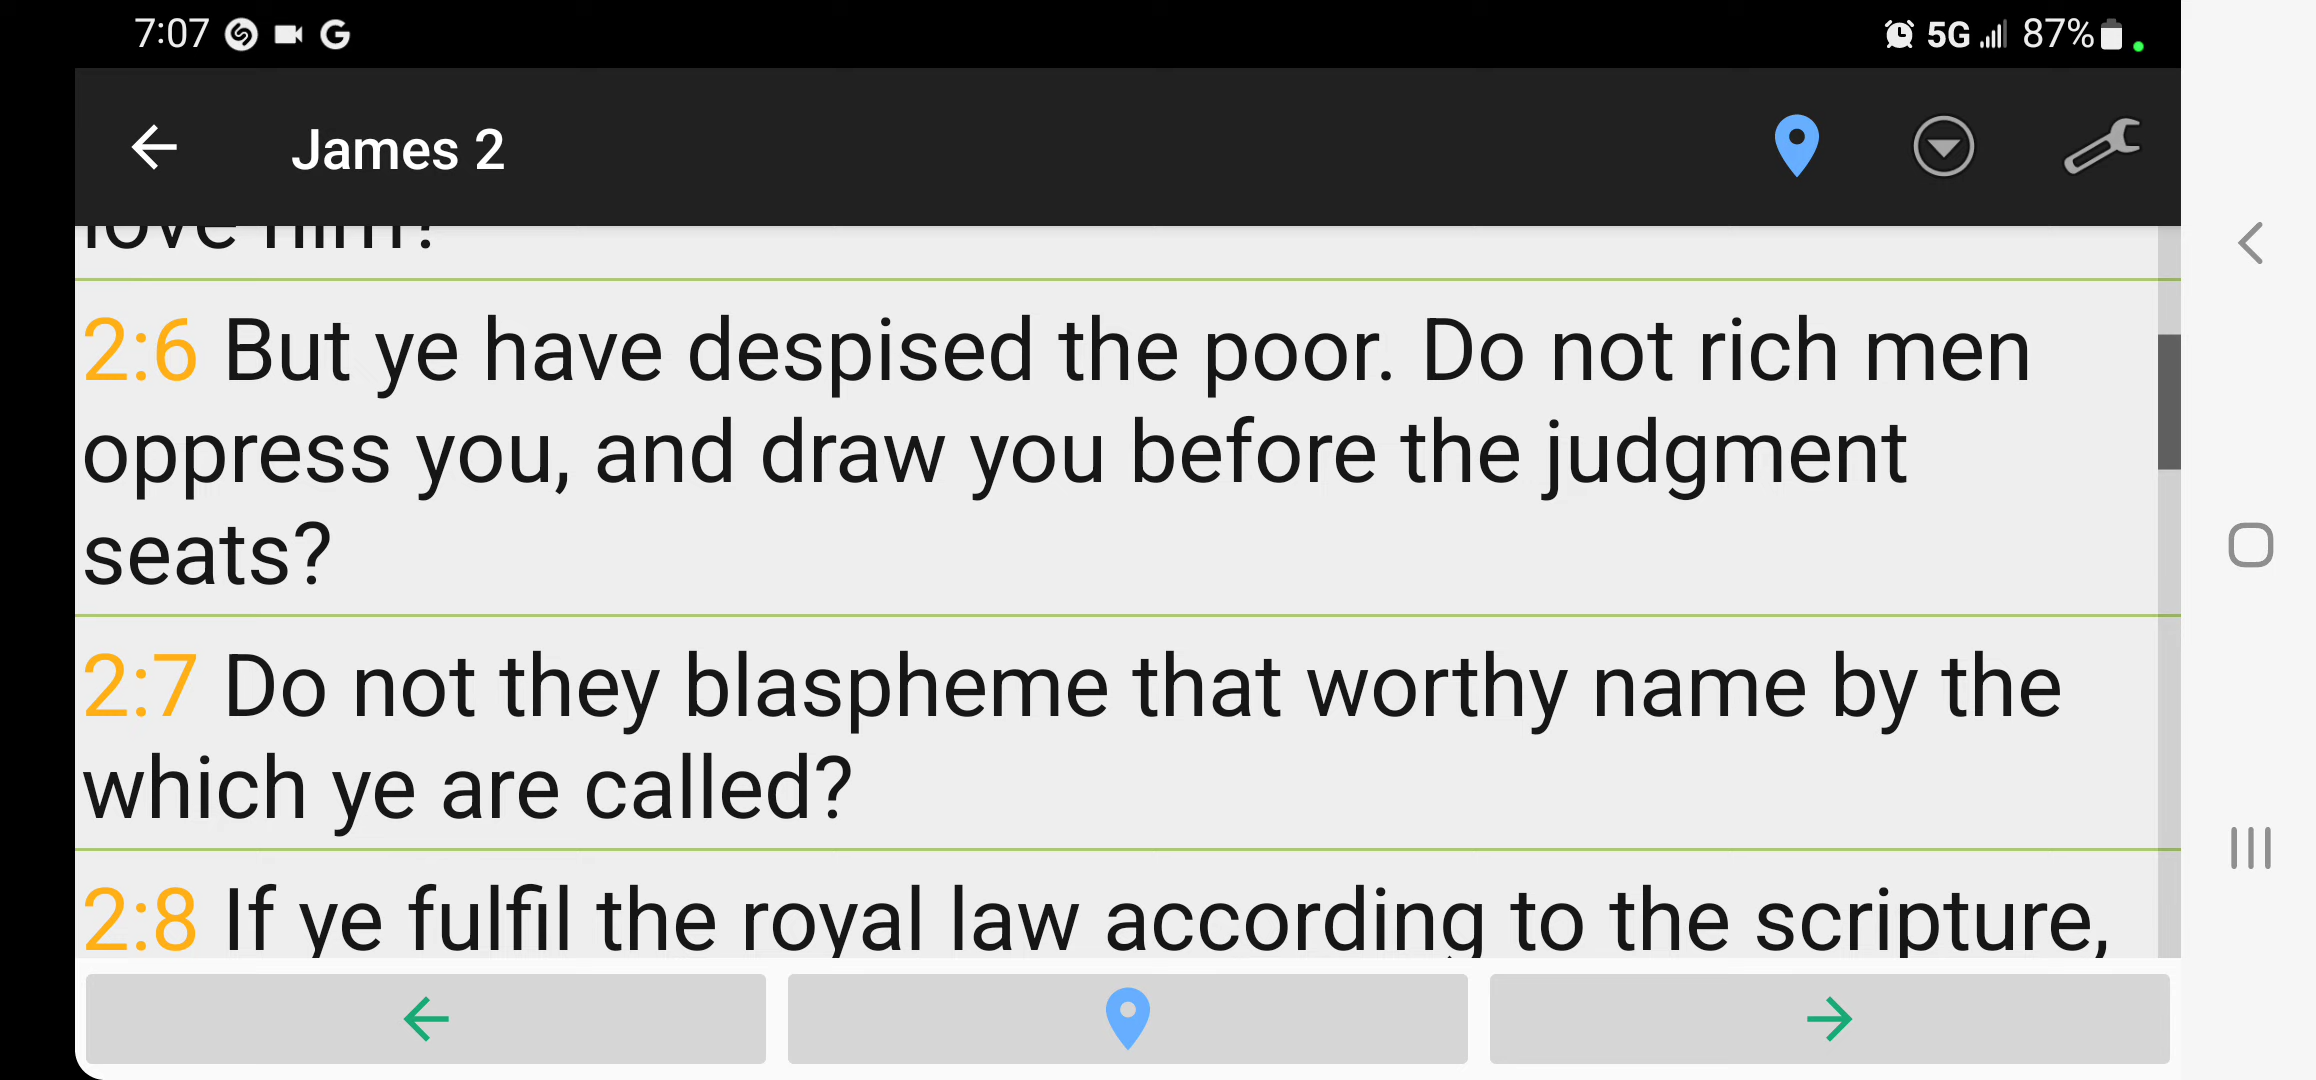 7:07
5G 87%
James 2
love him?
2:6 But ye have despised the poor. Do not rich men
oppress you, and draw you before the judgment
seats?
2:7 Do not they blaspheme that worthy name by the
which ye are called?
2:8 If ye fulfil the royal law according to the scripture,